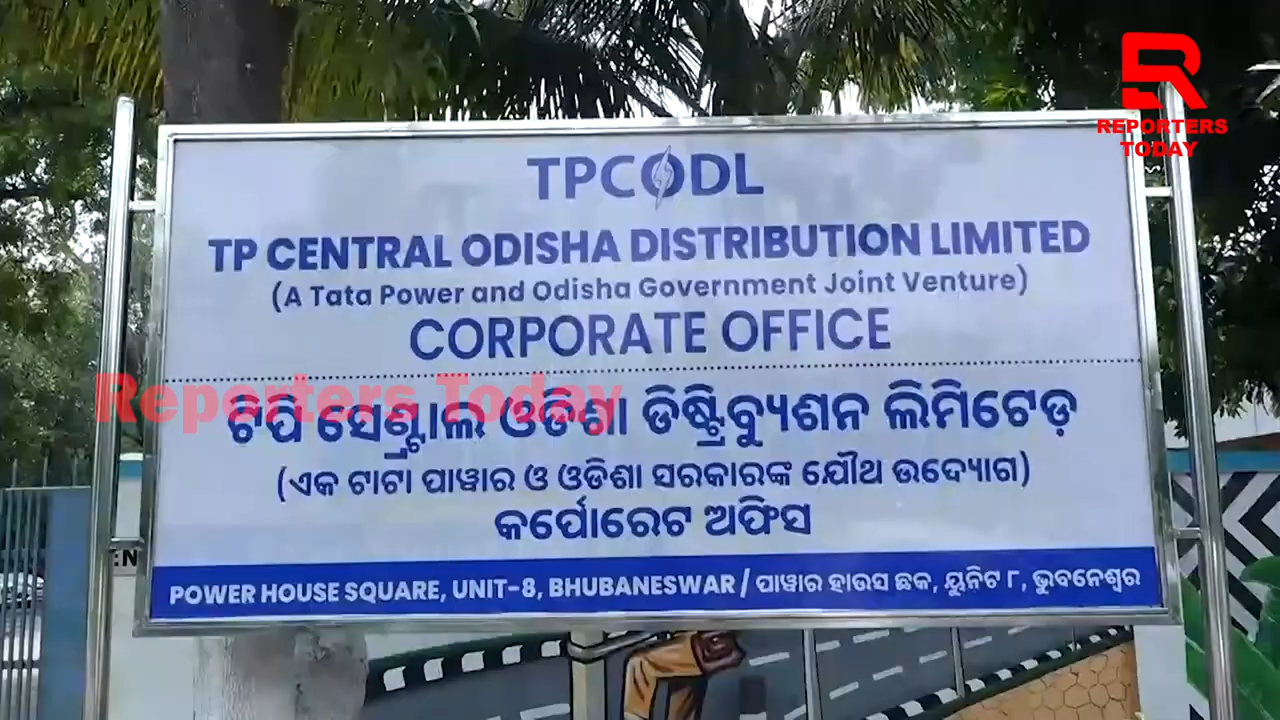 REPORTERS
TODAY
TPCODL
TP CENTRAL ODISHA DISTRIBUTION LIMITED
(A Tata Power and Odisha Government Joint Venture)
CORPORATE OFFICE
Reporters Today
ଟିପି ସେଣ୍ଟ୍ରାଲ ଓଡିଶା ଡିଷ୍ଟ୍ରିବ୍ୟୁଶନ ଲିମିଟେଡ୍
(ଏକ ଟାଟା ପାୱାର ଓ ଓଡିଶା ସରକାରଙ୍କ ଯୌଥ ଉଦ୍ୟୋଗ)
କର୍ପୋରେଟ ଅଫିସ
POWER HOUSE SQUARE, UNIT-8, BHUBANESWAR / ପାୱାର ହାଉସ ଛକ, ୟୁନିଟ ୮, ଭୁବନେଶ୍ୱର